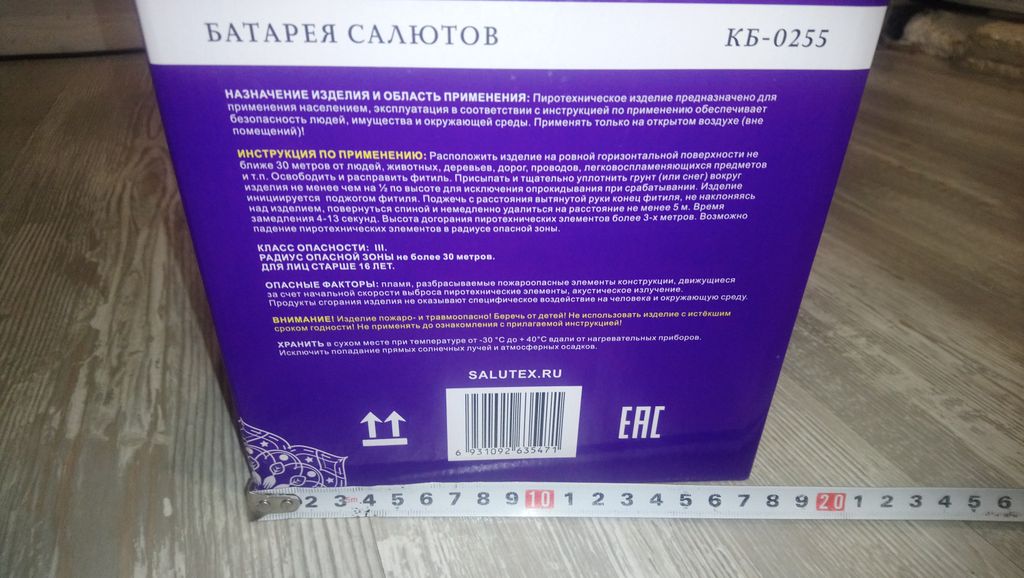 БАТАРЕЯ САЛЮТОВ
КБ-0255
НАЗНАЧЕНИЕ ИЗДЕЛИЯ И ОБЛАСТЬ ПРИМЕНЕНИЯ: Пиротехническое изделие предназначено для
применения населением, эксплуатация в соответствии с инструкцией по применению обеспечивает
безопасность людей, имущества и окружающей среды. Применять только на открытом воздухе (вне
помещений)!
ИНСТРУКЦИЯ ПО ПРИМЕНЕНИЮ: Расположить изделие на ровной горизонтальной поверхности не
ближе 30 метров от людей, животных, деревьев, дорог, проводов, легковоспламеняющихся предметов
и т.п. Освободить и расправить фитиль. Присыпать и тщательно уплотнить грунт (или снег) вокруг
изделия не менее чем на ½ по высоте для исключения опрокидывания при срабатывании. Изделие
инициируется поджогом фитиля. Поджечь с расстояния вытянутой руки конец фитиля, не наклоняясь
над изделием, повернуться спиной и немедленно удалиться на расстояние не менее 5 м. Время
замедления 4-13 секунд. Высота догорания пиротехнических элементов более 3-х метров. Возможно
падение пиротехнических элементов в радиусе опасной зоны.
КЛАСС ОПАСНОСТИ: III.
РАДИУС ОПАСНОЙ ЗОНЫ не более 30 метров.
ДЛЯ ЛИЦ СТАРШЕ 16 ЛЕТ.
ОПАСНЫЕ ФАКТОРЫ: пламя, разбрасываемые пожароопасные элементы конструкции, движущиеся
за счет начальной скорости выброса пиротехнические элементы, акустическое излучение.
Продукты сгорания изделия не оказывают специфическое воздействие на человека и окружающую среду.
ВНИМАНИЕ! Изделие пожаро- и травмоопасно! Беречь от детей! Не использовать изделие с истёкшим
сроком годности! Не применять до ознакомления с прилагаемой инструкцией!
ХРАНИТЬ в сухом месте при температуре от -30 °С до + 40°С вдали от нагревательных приборов.
Исключить попадание прямых солнечных лучей и атмосферных осадков.
SALUTEX.RU
6 931092 635471
EAC
2 3 4 5 6 7 8 9 10 1 2 3 4 5 6 7 8 9 20 1 2 3 4 5 6